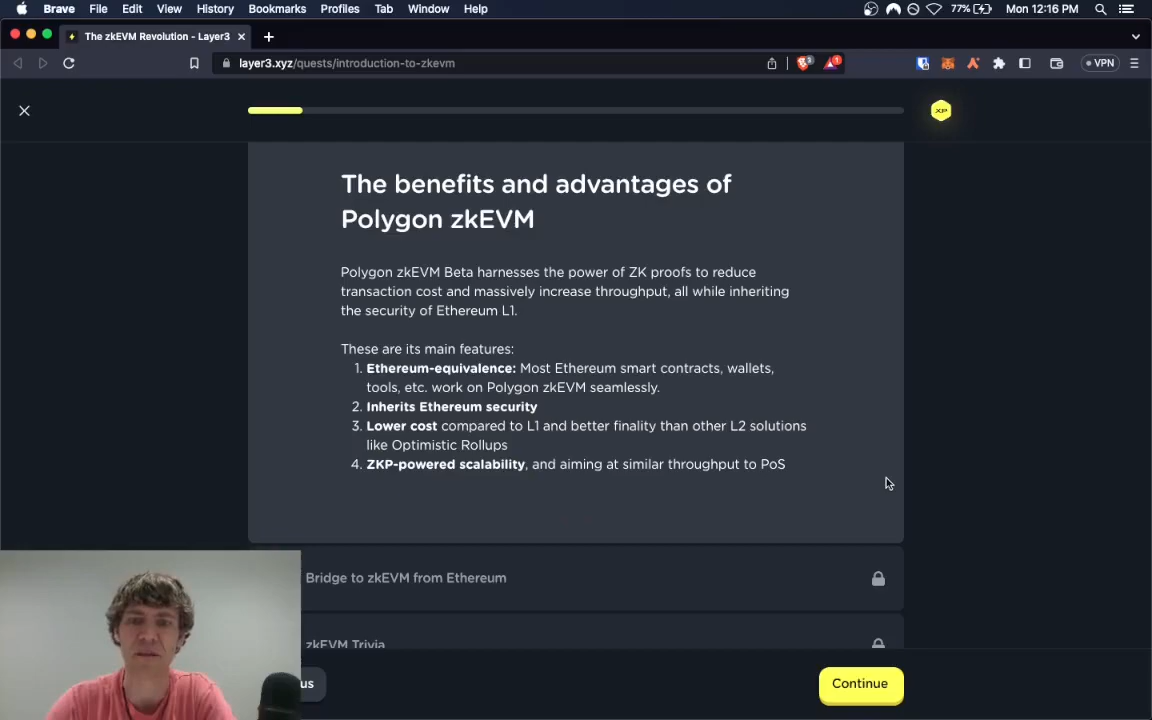 Brave File Edit View History Bookmarks Profiles Tab Window Help 77% Mon 12:16 PM
The zkEVM Revolution - Layer3
layer3.xyz/quests/introduction-to-zkevm VPN
XP
The benefits and advantages of
Polygon zkEVM
Polygon zkEVM Beta harnesses the power of ZK proofs to reduce
transaction cost and massively increase throughput, all while inheriting
the security of Ethereum L1.
These are its main features:
1. Ethereum-equivalence: Most Ethereum smart contracts, wallets,
tools, etc. work on Polygon zkEVM seamlessly.
2. Inherits Ethereum security
3. Lower cost compared to L1 and better finality than other L2 solutions
like Optimistic Rollups
4. ZKP-powered scalability, and aiming at similar throughput to PoS
Bridge to zkEVM from Ethereum
zkEVM Trivia
us
Continue